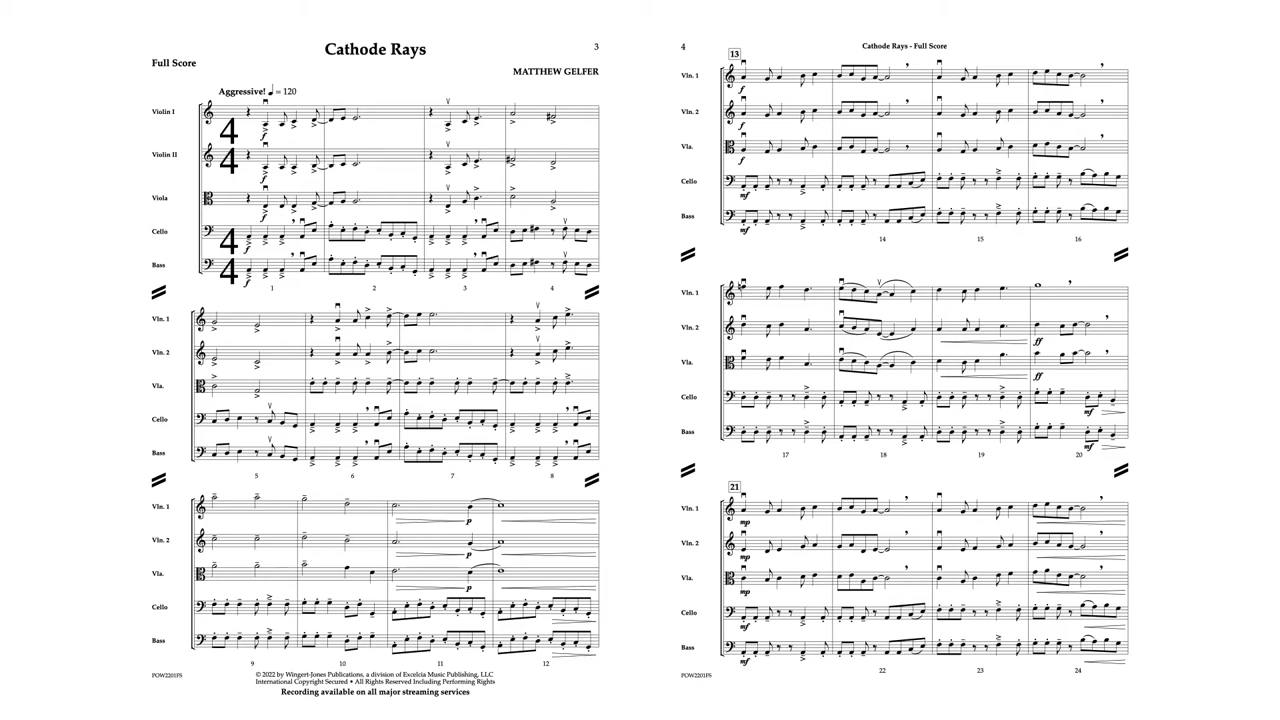 Cathode Rays
3
Full Score
MATTHEW GELFER
Aggressive! ♩ = 120
Violin I
f
Violin II
f
Viola
f
Cello
f
Bass
f
4
4
4
4
1
2
3
4
Vln. 1
Vln. 2
Vla.
Cello
Bass
5
6
7
8
Vln. 1
p
Vln. 2
p
Vla.
p
Cello
Bass
9
10
11
12
POW2201FS
© 2022 by Wingert-Jones Publications, a division of Excelcia Music Publishing, LLC
International Copyright Secured • All Rights Reserved Including Performing Rights
Recording available on all major streaming services
4
Cathode Rays - Full Score
13
Vln. 1
f
Vln. 2
f
Vla.
f
Cello
mf
Bass
mf
14
15
16
Vln. 1
Vln. 2
ff
Vla.
ff
Cello
mf
Bass
mf
17
18
19
20
21
Vln. 1
mp
Vln. 2
mp
Vla.
mp
Cello
mf
Bass
mf
22
23
24
POW2201FS